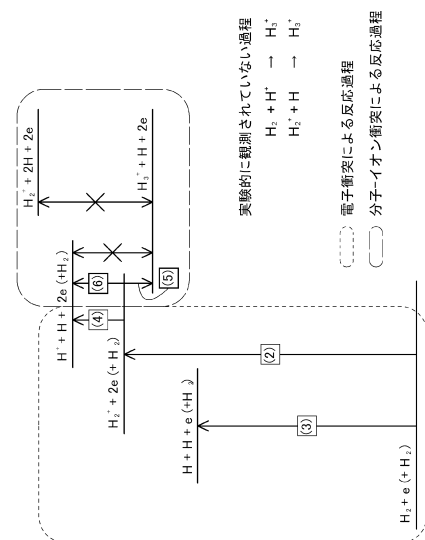 H₂⁺ + 2H + 2e
H₃⁺ + H + 2e
H⁺ + H + 2e (+H₂)
(6)
(5)
(4)
H₂⁺ + 2e (+ H₂)
(2)
H + H + e (+H₂)
(3)
H₂ + e (+ H₂)
実験的に観測されていない過程
H₂ + H⁺ → H₃⁺
H₂⁺ + H → H₃⁺
電子衝突による反応過程
分子-イオン衝突による反応過程